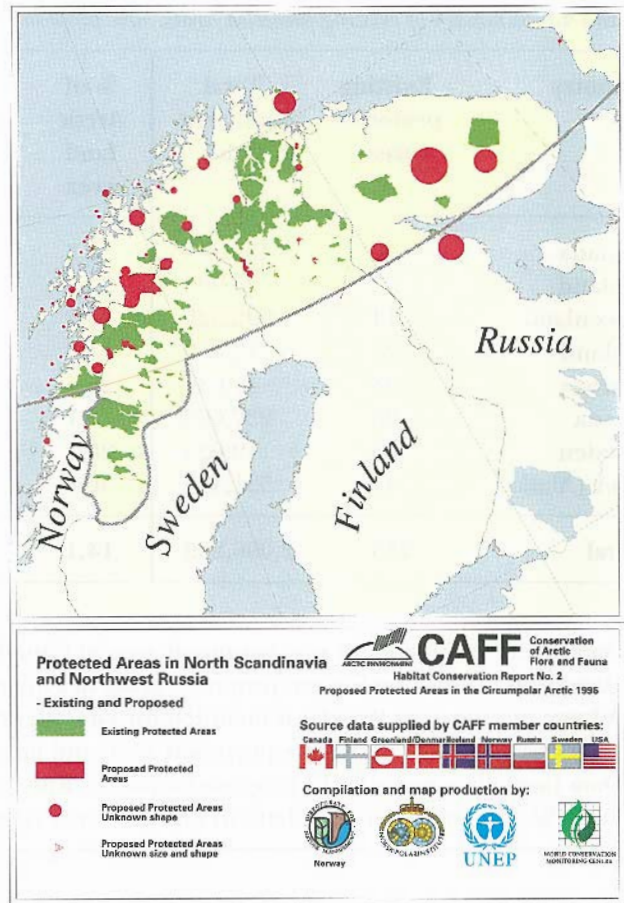 Russia
Norway
Sweden
Finland
Protected Areas in North Scandinavia
and Northwest Russia
- Existing and Proposed
Existing Protected Areas
Proposed Protected
Areas
Proposed Protected Areas
Unknown shape
Proposed Protected Areas
Unknown size and shape
ARCTIC ENVIRONMENT
CAFF
Conservation
of Arctic
Flora and Fauna
Habitat Conservation Report No. 2
Proposed Protected Areas in the Circumpolar Arctic 1996
Source data supplied by CAFF member countries:
Canada Finland Greenland/Denmark Iceland Norway Russia Sweden USA
Compilation and map production by:
Norway
NORSK POLARINSTITUTT
UNEP
WORLD CONSERVATION
MONITORING CENTRE